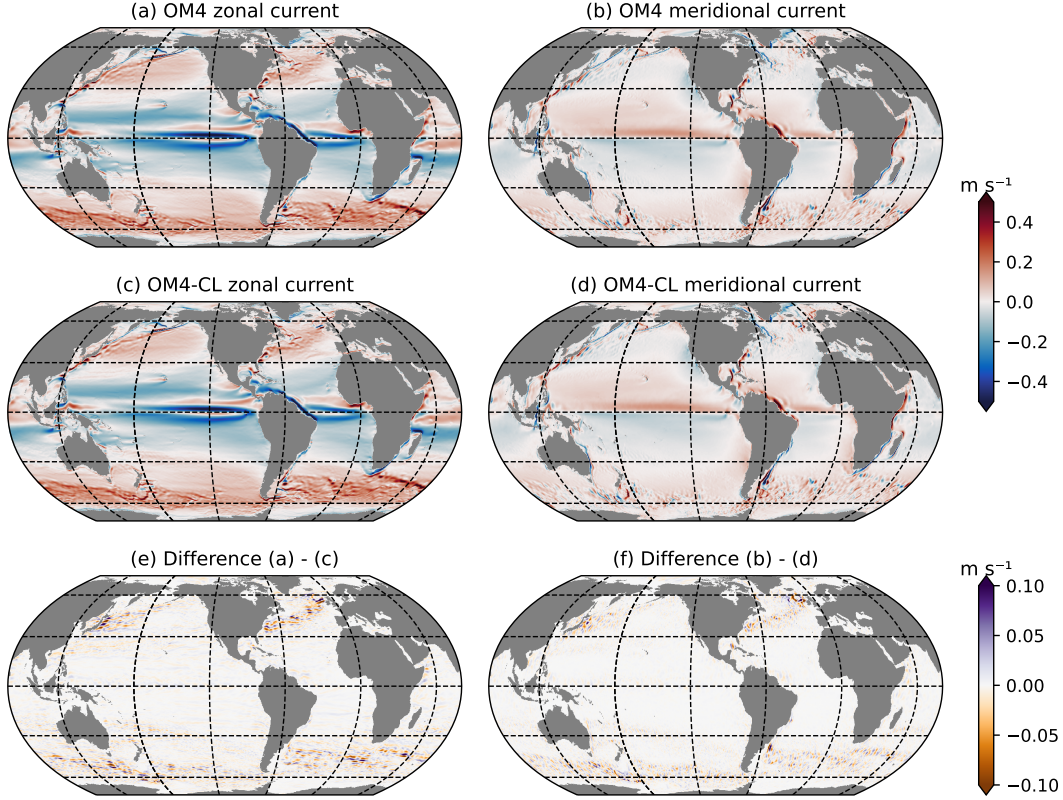 (a) OM4 zonal current
(b) OM4 meridional current
(c) OM4-CL zonal current
(d) OM4-CL meridional current
m s⁻¹
0.4
0.2
0.0
−0.2
−0.4
(e) Difference (a) - (c)
(f) Difference (b) - (d)
m s⁻¹
0.10
0.05
0.00
−0.05
−0.10